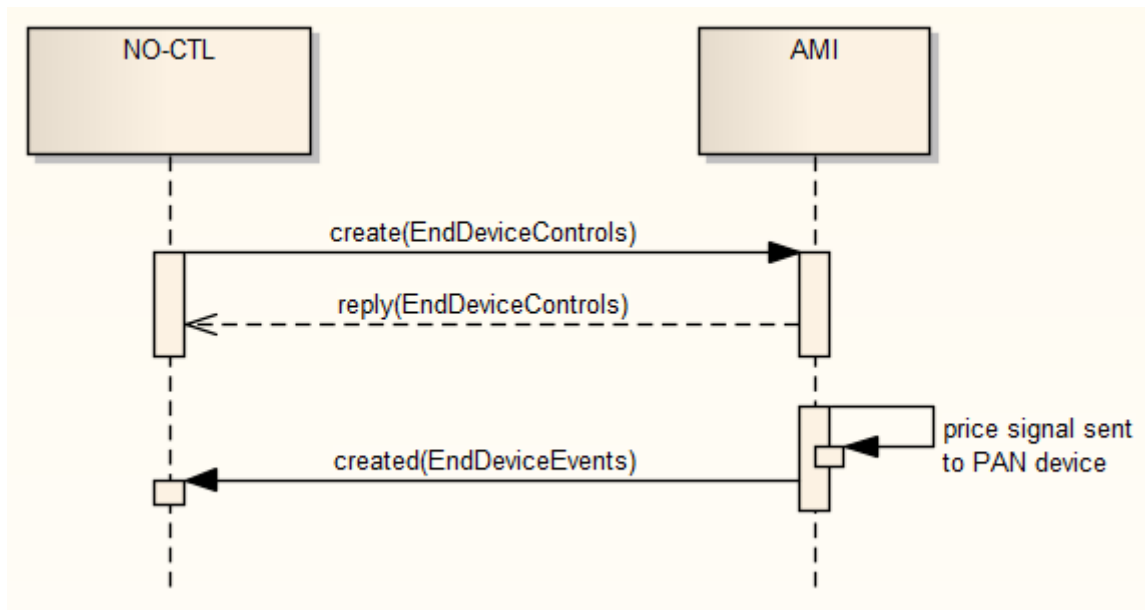 NO-CTL
AMI
create(EndDeviceControls)
reply(EndDeviceControls)
price signal sent
to PAN device
created(EndDeviceEvents)